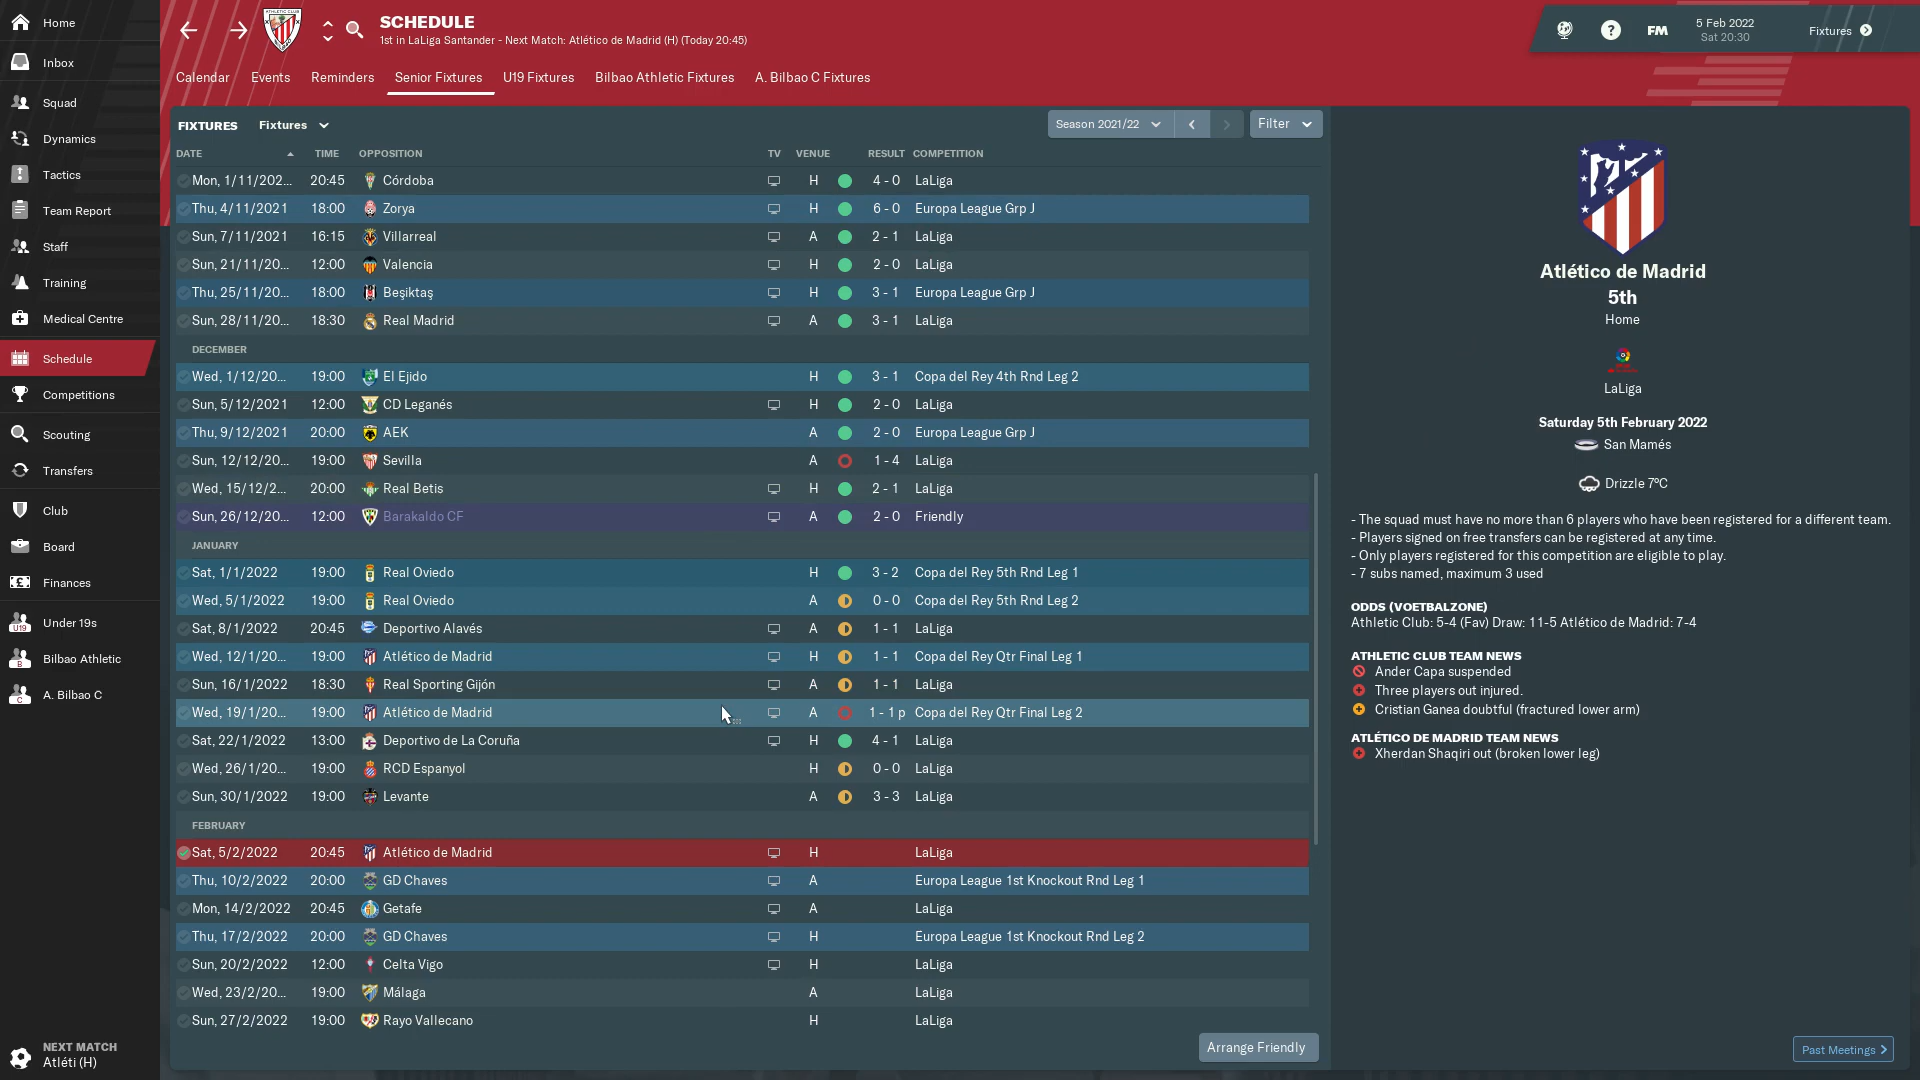 Home
Inbox
Squad
Dynamics
Tactics
Team Report
Staff
Training
Medical Centre
Schedule
Competitions
Scouting
Transfers
Club
Board
Finances
U19 Under 19s
B Bilbao Athletic
C A. Bilbao C
NEXT MATCH
Atléti (H)
SCHEDULE
1st in LaLiga Santander - Next Match: Atlético de Madrid (H) (Today 20:45)
? FM
5 Feb 2022
Sat 20:30
Fixtures
Calendar Events Reminders Senior Fixtures U19 Fixtures Bilbao Athletic Fixtures A. Bilbao C Fixtures
FIXTURES Fixtures Season 2021/22 Filter
DATE TIME OPPOSITION TV VENUE RESULT COMPETITION
Mon, 1/11/202... 20:45 Córdoba H 4 - 0 LaLiga
Thu, 4/11/2021 18:00 Zorya H 6 - 0 Europa League Grp J
Sun, 7/11/2021 16:15 Villarreal A 2 - 1 LaLiga
Sun, 21/11/20... 12:00 Valencia H 2 - 0 LaLiga
Thu, 25/11/20... 18:00 Beşiktaş H 3 - 1 Europa League Grp J
Sun, 28/11/20... 18:30 Real Madrid A 3 - 1 LaLiga
DECEMBER
Wed, 1/12/20... 19:00 El Ejido H 3 - 1 Copa del Rey 4th Rnd Leg 2
Sun, 5/12/2021 12:00 CD Leganés H 2 - 0 LaLiga
Thu, 9/12/2021 20:00 AEK A 2 - 0 Europa League Grp J
Sun, 12/12/20... 19:00 Sevilla A 1 - 4 LaLiga
Wed, 15/12/2... 20:00 Real Betis H 2 - 1 LaLiga
Sun, 26/12/20... 12:00 Barakaldo CF A 2 - 0 Friendly
JANUARY
Sat, 1/1/2022 19:00 Real Oviedo H 3 - 2 Copa del Rey 5th Rnd Leg 1
Wed, 5/1/2022 19:00 Real Oviedo A 0 - 0 Copa del Rey 5th Rnd Leg 2
Sat, 8/1/2022 20:45 Deportivo Alavés A 1 - 1 LaLiga
Wed, 12/1/20... 19:00 Atlético de Madrid H 1 - 1 Copa del Rey Qtr Final Leg 1
Sun, 16/1/2022 18:30 Real Sporting Gijón A 1 - 1 LaLiga
Wed, 19/1/20... 19:00 Atlético de Madrid A 1 - 1 p Copa del Rey Qtr Final Leg 2
Sat, 22/1/2022 13:00 Deportivo de La Coruña H 4 - 1 LaLiga
Wed, 26/1/20... 19:00 RCD Espanyol H 0 - 0 LaLiga
Sun, 30/1/2022 19:00 Levante A 3 - 3 LaLiga
FEBRUARY
Sat, 5/2/2022 20:45 Atlético de Madrid H LaLiga
Thu, 10/2/2022 20:00 GD Chaves A Europa League 1st Knockout Rnd Leg 1
Mon, 14/2/2022 20:45 Getafe A LaLiga
Thu, 17/2/2022 20:00 GD Chaves H Europa League 1st Knockout Rnd Leg 2
Sun, 20/2/2022 12:00 Celta Vigo H LaLiga
Wed, 23/2/20... 19:00 Málaga A LaLiga
Sun, 27/2/2022 19:00 Rayo Vallecano H LaLiga
Arrange Friendly
Atlético de Madrid
5th
Home
LaLiga
Saturday 5th February 2022
San Mamés
Drizzle 7ºC
- The squad must have no more than 6 players who have been registered for a different team.
- Players signed on free transfers can be registered at any time.
- Only players registered for this competition are eligible to play.
- 7 subs named, maximum 3 used
ODDS (VOETBALZONE)
Athletic Club: 5-4 (Fav) Draw: 11-5 Atlético de Madrid: 7-4
ATHLETIC CLUB TEAM NEWS
Ander Capa suspended
Three players out injured.
Cristian Ganea doubtful (fractured lower arm)
ATLÉTICO DE MADRID TEAM NEWS
Xherdan Shaqiri out (broken lower leg)
Past Meetings